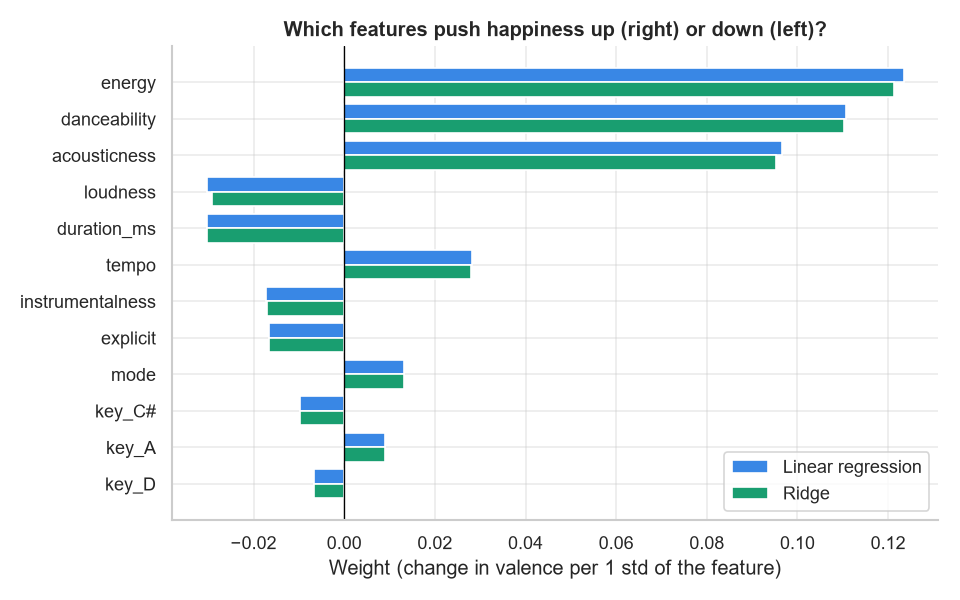 Which features push happiness up (right) or down (left)?
energy
danceability
acousticness
loudness
duration_ms
tempo
instrumentalness
explicit
mode
key_C#
key_A
key_D
Linear regression
Ridge
−0.02 0.00 0.02 0.04 0.06 0.08 0.10 0.12
Weight (change in valence per 1 std of the feature)